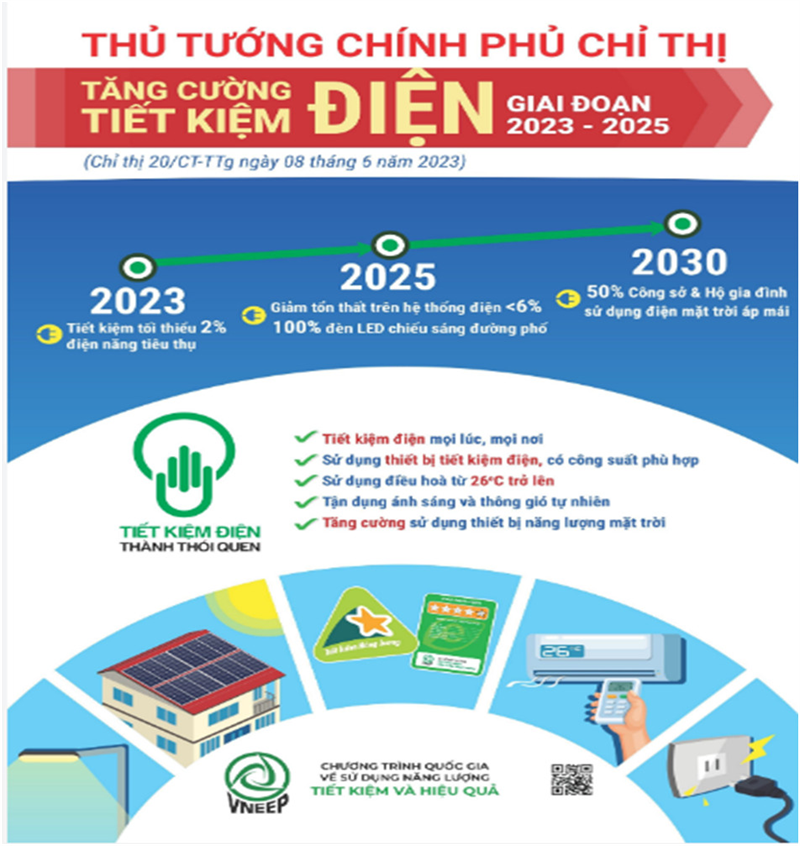 THỦ TƯỚNG CHÍNH PHỦ CHỈ THỊ
TĂNG CƯỜNG
TIẾT KIỆM
ĐIỆN
GIAI ĐOẠN
2023 - 2025
(Chỉ thị 20/CT-TTg ngày 08 tháng 6 năm 2023)
2023
Tiết kiệm tối thiểu 2%
điện năng tiêu thụ
2025
Giảm tổn thất trên hệ thống điện <6%
100% đèn LED chiếu sáng đường phố
2030
50% Công sở & Hộ gia đình
sử dụng điện mặt trời áp mái
TIẾT KIỆM ĐIỆN
THÀNH THÓI QUEN
Tiết kiệm điện mọi lúc, mọi nơi
Sử dụng thiết bị tiết kiệm điện, có công suất phù hợp
Sử dụng điều hoà từ 26°C trở lên
Tận dụng ánh sáng và thông gió tự nhiên
Tăng cường sử dụng thiết bị năng lượng mặt trời
26°C
VNEEP
CHƯƠNG TRÌNH QUỐC GIA
VỀ SỬ DỤNG NĂNG LƯỢNG
TIẾT KIỆM VÀ HIỆU QUẢ